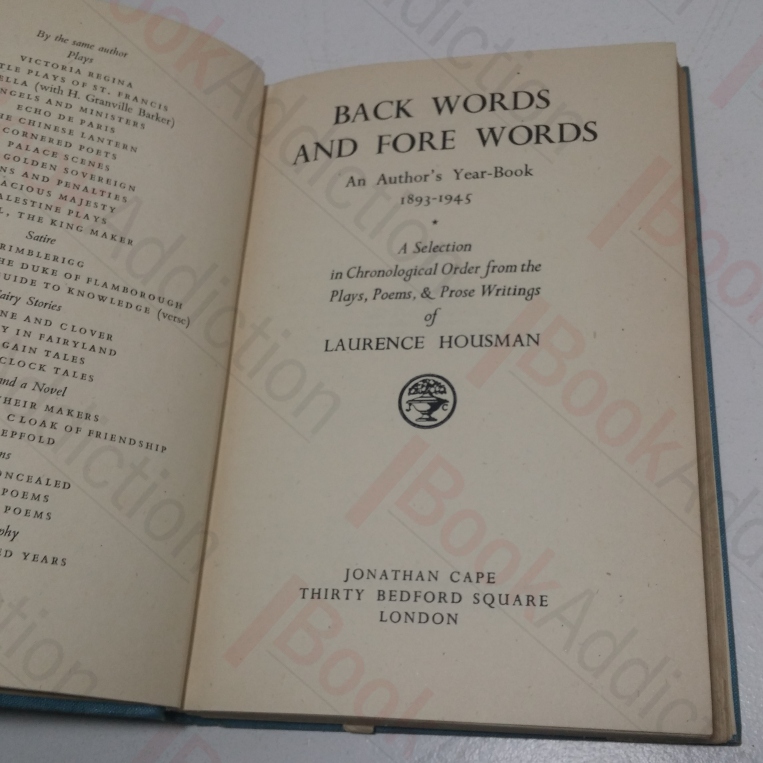 By the same author
Plays
VICTORIA REGINA
PLAYS OF ST. FRANCIS
(with H. Granville Barker)
AND MINISTERS
ECHO DE PARIS
CHINESE LANTERN
CORNERED POETS
PALACE SCENES
GOLDEN SOVEREIGN
AND PENALTIES
MAJESTY
PLAYS
THE KING MAKER
Satire
THE DUKE OF FLAMBOROUGH
GUIDE TO KNOWLEDGE (verse)
Fairy Stories
AND CLOVER
IN FAIRYLAND
TALES
CLOCK TALES
and a Novel
THEIR MAKERS
CLOAK OF FRIENDSHIP
POEMS
POEMS
YEARS
BACK WORDS
AND FORE WORDS
An Author's Year-Book
1893-1945
*
A Selection
in Chronological Order from the
Plays, Poems, & Prose Writings
of
LAURENCE HOUSMAN
J C
JONATHAN CAPE
THIRTY BEDFORD SQUARE
LONDON
BookAddiction